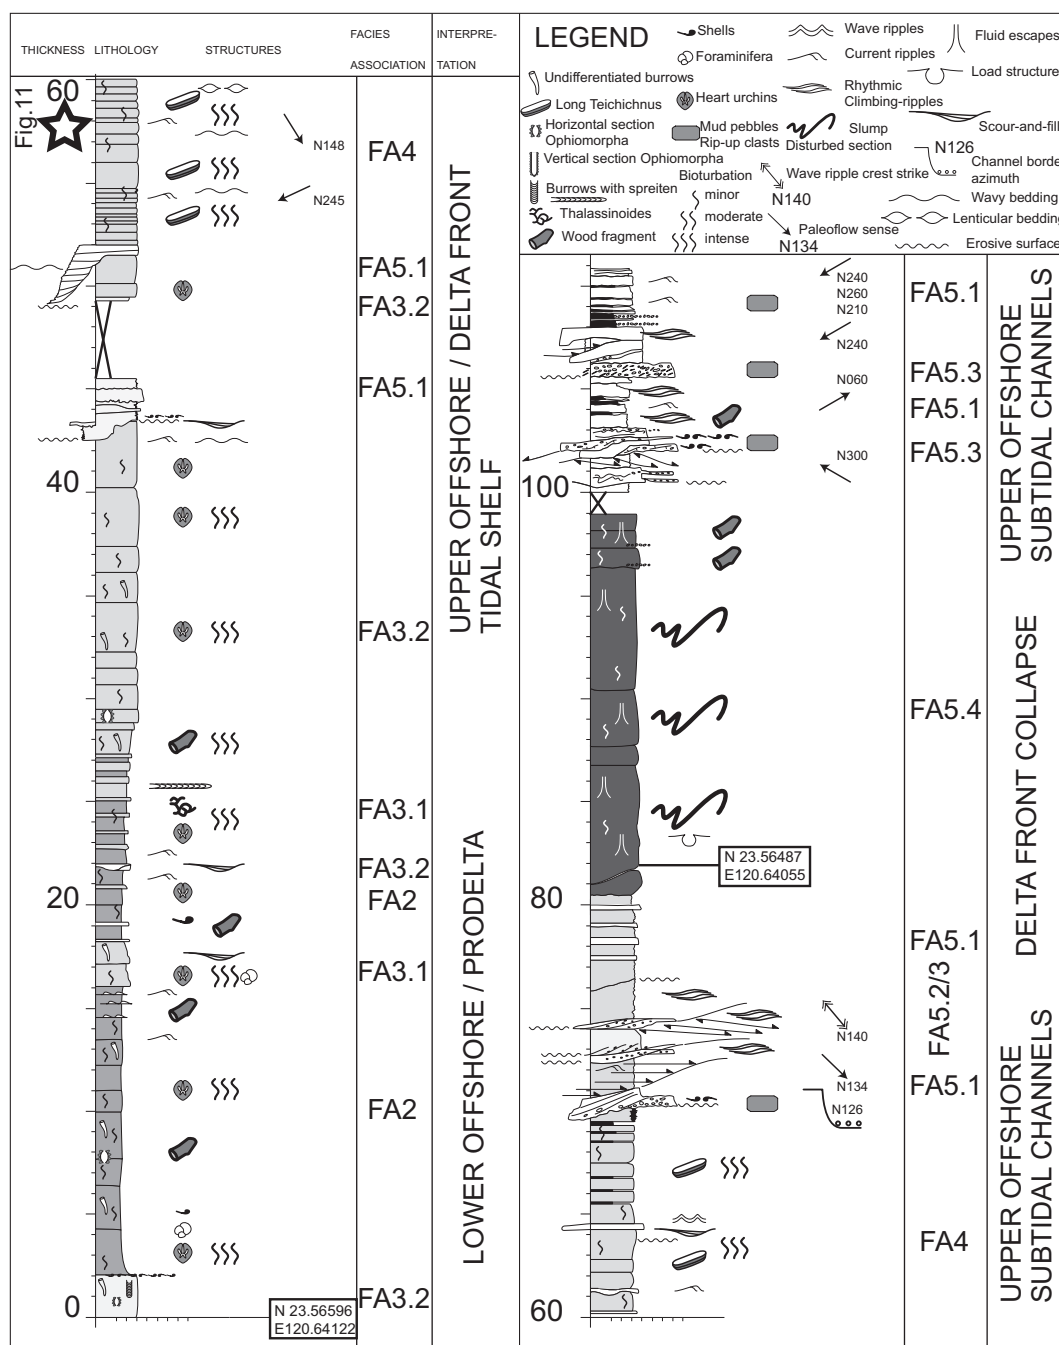 THICKNESS LITHOLOGY STRUCTURES
FACIES
ASSOCIATION
INTERPRE-
TATION
60
Fig.11
N148
FA4
N245
FA5.1
FA3.2
FA5.1
40
FA3.2
UPPER OFFSHORE / DELTA FRONT
TIDAL SHELF
FA3.1
FA3.2
20
FA2
FA3.1
FA2
LOWER OFFSHORE / PRODELTA
0
FA3.2
N 23.56596
E120.64122
LEGEND
Shells
Foraminifera
Undifferentiated burrows
Long Teichichnus
Heart urchins
Horizontal section
Ophiomorpha
Mud pebbles
Rip-up clasts
Vertical section Ophiomorpha
Burrows with spreiten
Thalassinoides
Wood fragment
Bioturbation
minor
moderate
intense
Wave ripples
Current ripples
Rhythmic
Climbing-ripples
Slump
Disturbed section
Wave ripple crest strike
N140
Paleoflow sense
N134
Fluid escapes
Load structure
Scour-and-fill
N126
Channel borde
azimuth
Wavy bedding
Lenticular bedding
Erosive surface
N240
N260
N210
FA5.1
N240
FA5.3
N060
FA5.1
FA5.3
N300
100
UPPER OFFSHORE
SUBTIDAL CHANNELS
FA5.4
DELTA FRONT COLLAPSE
N 23.56487
E120.64055
80
FA5.1
FA5.2/3
N140
N134
FA5.1
N126
UPPER OFFSHORE
SUBTIDAL CHANNELS
FA4
60